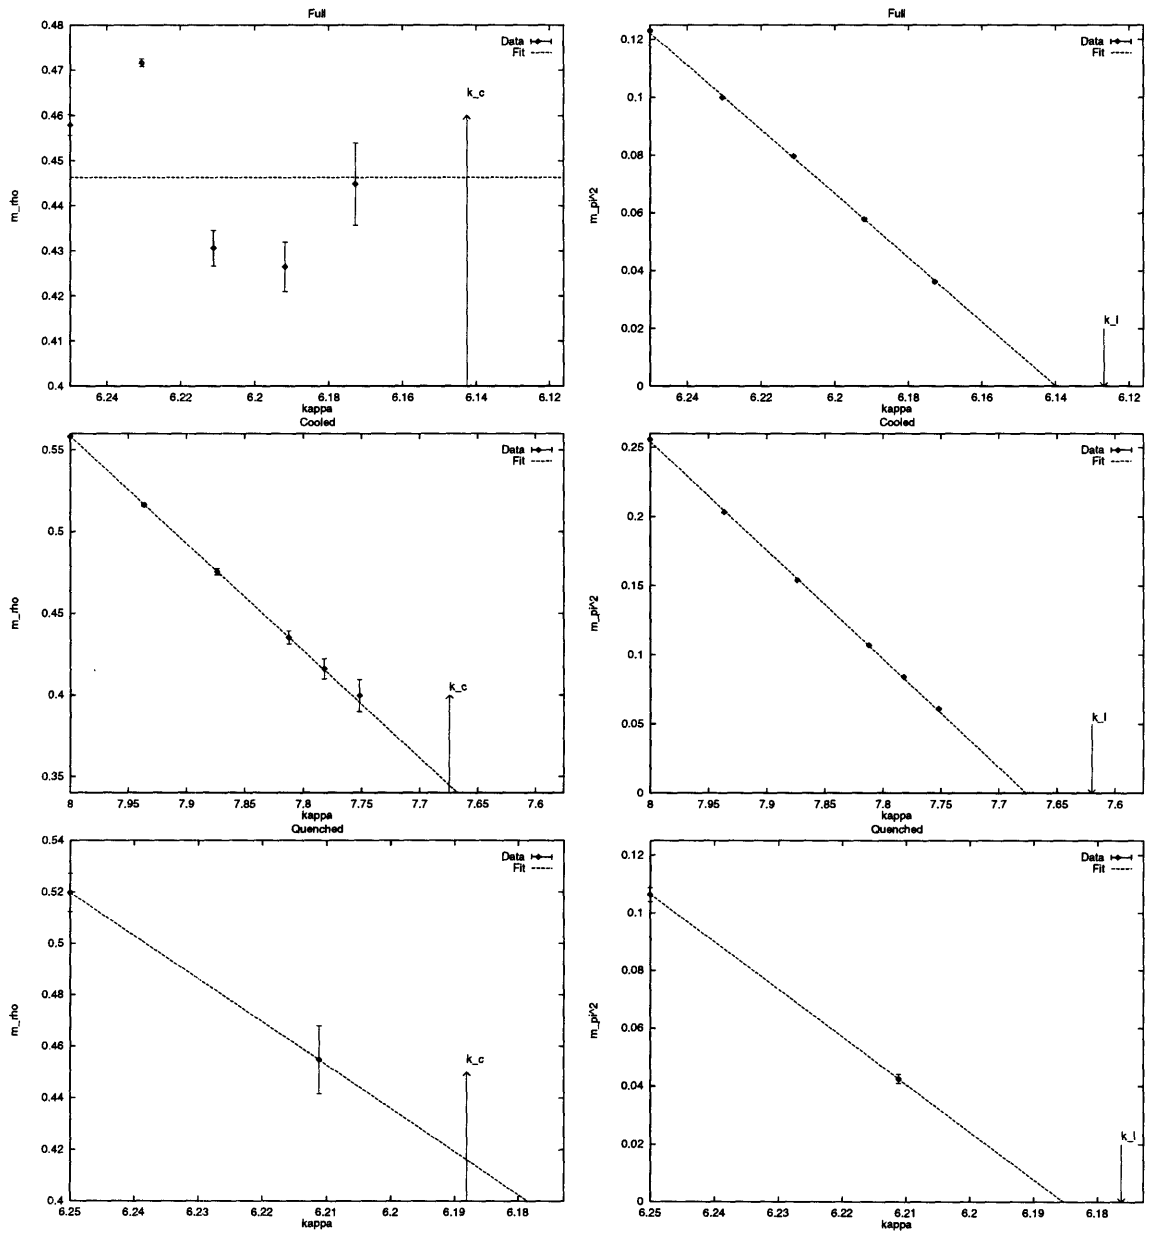 Full
0.48
0.47
0.46
0.45
0.44
0.43
0.42
0.41
0.4
m_rho
Data
Fit
k_c
6.24 6.22 6.2 6.18 6.16 6.14 6.12
kappa
Full
0.12
0.1
0.08
0.06
0.04
0.02
0
m_pi^2
Data
Fit
k_l
6.24 6.22 6.2 6.18 6.16 6.14 6.12
kappa
Cooled
0.55
0.5
0.45
0.4
0.35
m_rho
Data
Fit
k_c
8 7.95 7.9 7.85 7.8 7.75 7.7 7.65 7.6
kappa
Cooled
0.25
0.2
0.15
0.1
0.05
0
m_pi^2
Data
Fit
k_l
8 7.95 7.9 7.85 7.8 7.75 7.7 7.65 7.6
kappa
Quenched
0.54
0.52
0.5
0.48
0.46
0.44
0.42
0.4
m_rho
Data
Fit
k_c
6.25 6.24 6.23 6.22 6.21 6.2 6.19 6.18
kappa
Quenched
0.12
0.1
0.08
0.06
0.04
0.02
0
m_pi^2
Data
Fit
k_l
6.25 6.24 6.23 6.22 6.21 6.2 6.19 6.18
kappa